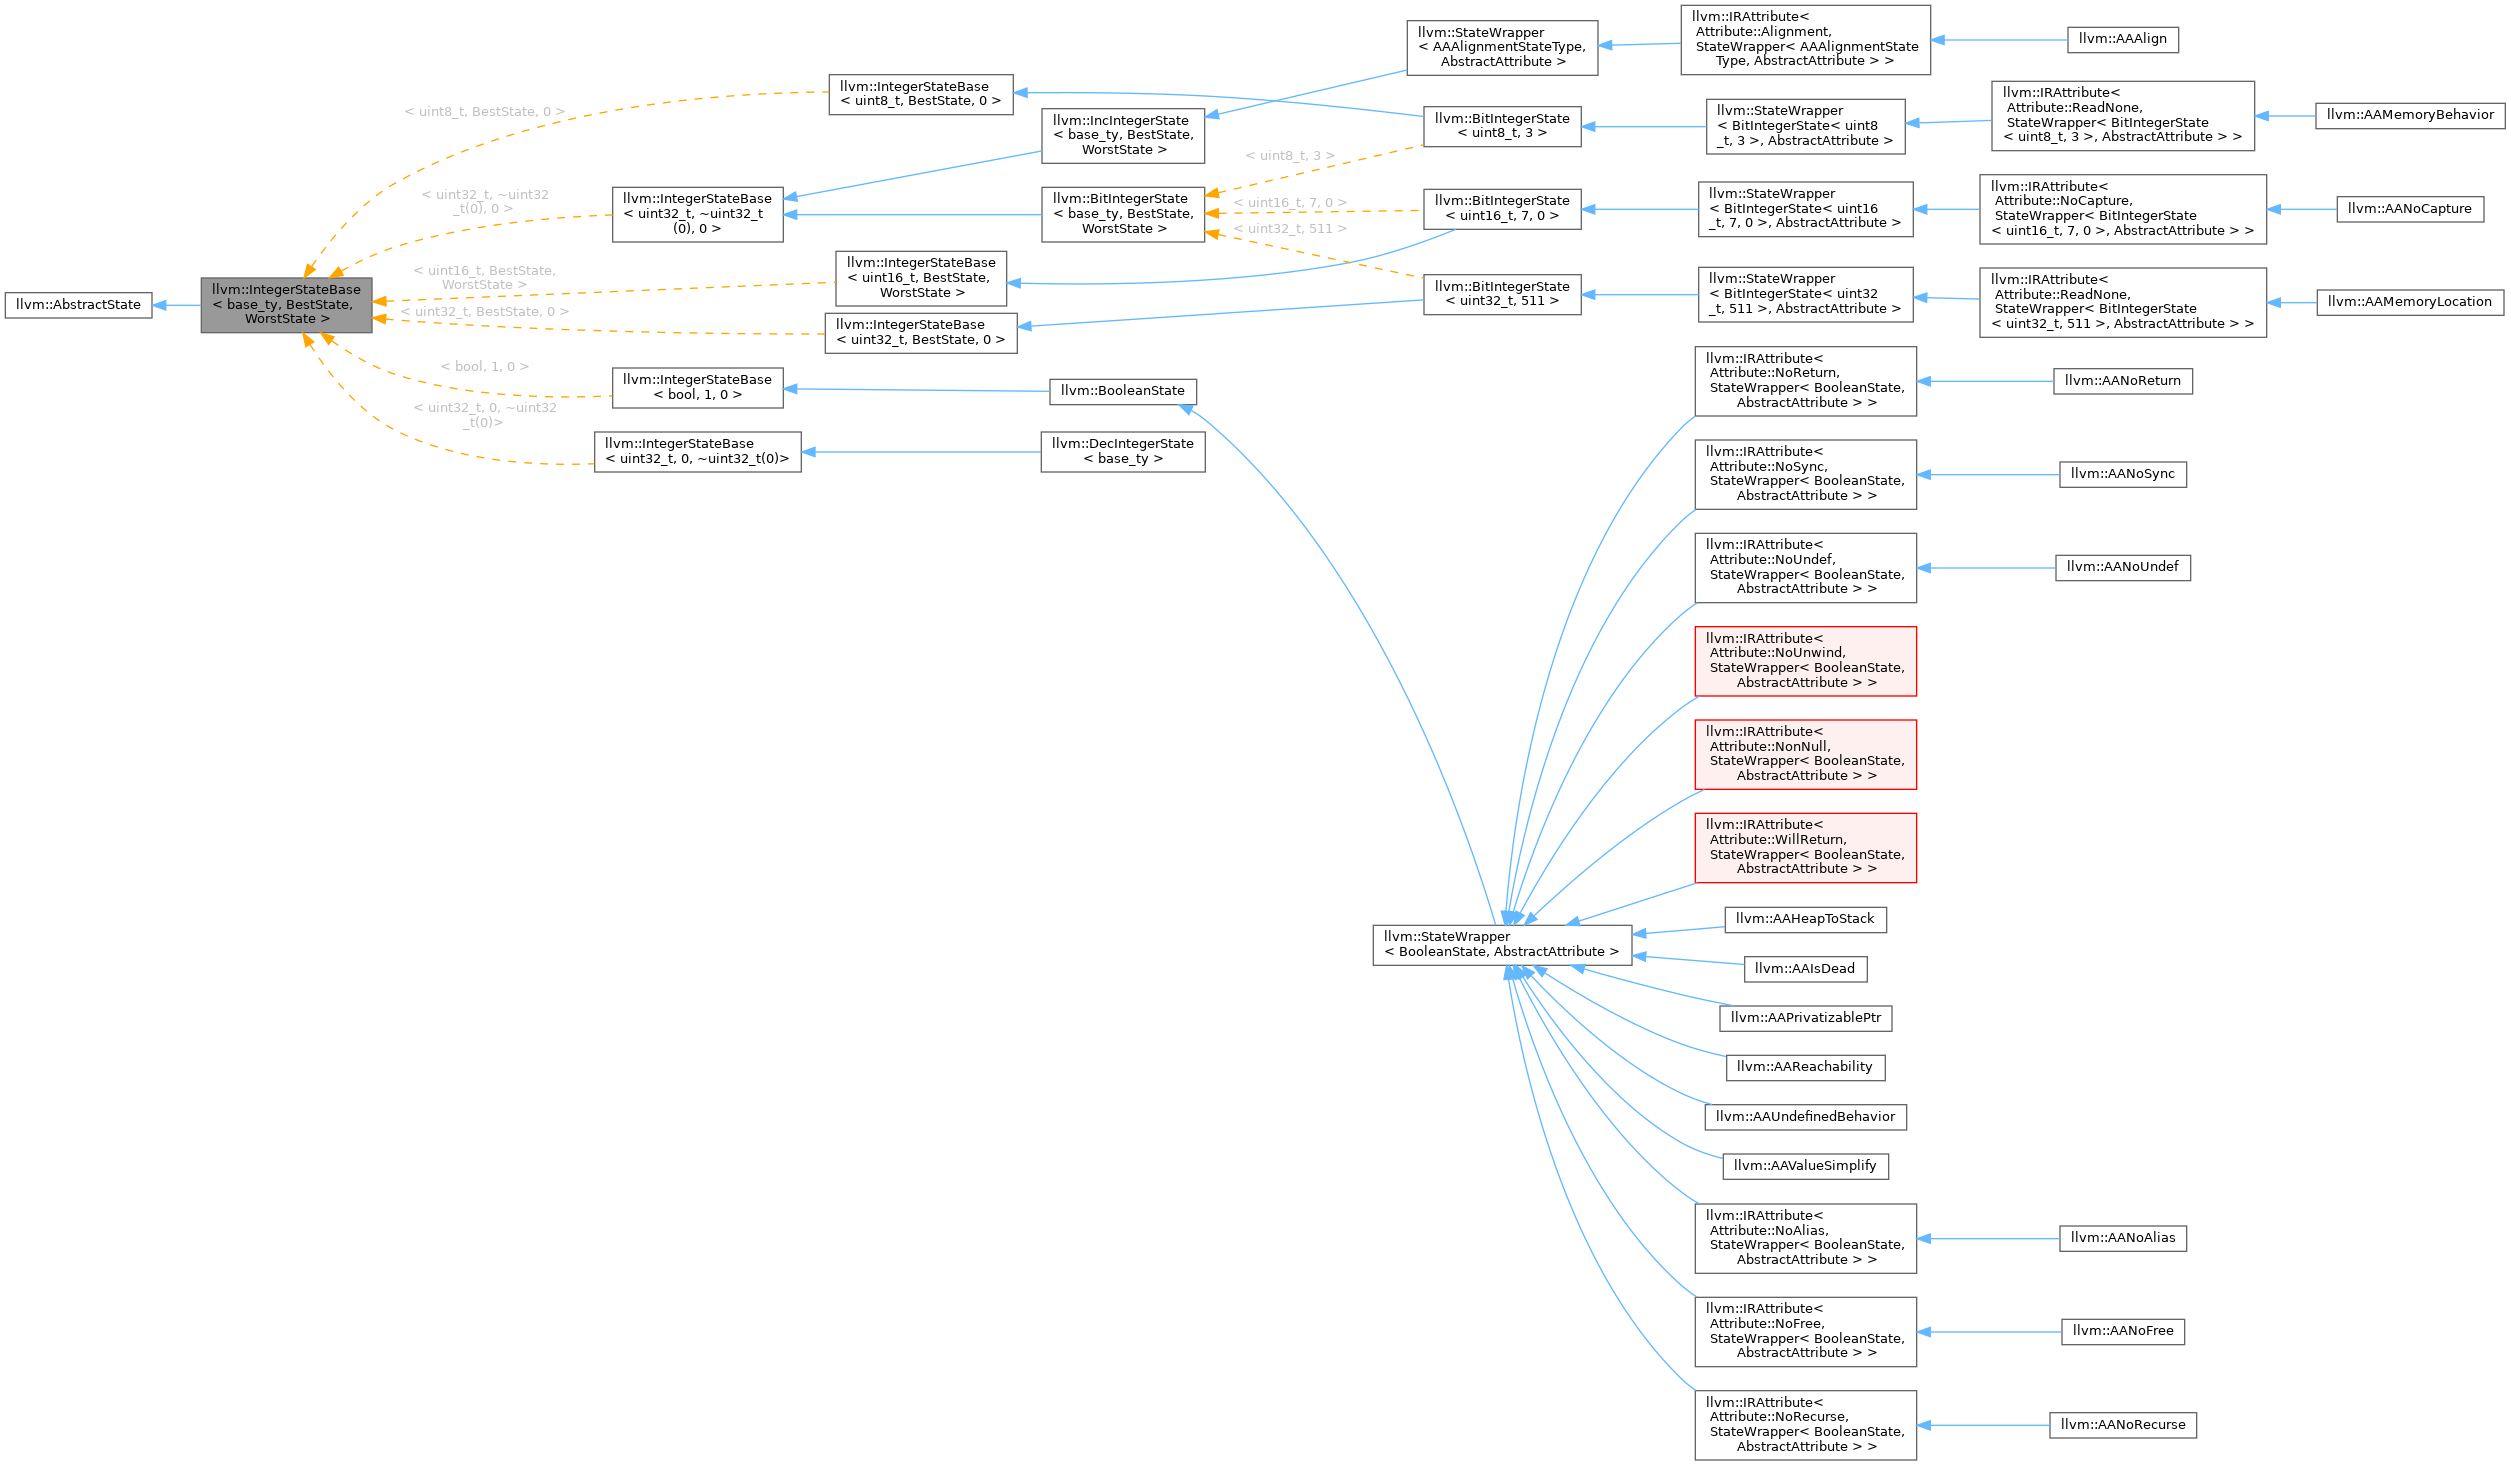 llvm::AbstractState
llvm::IntegerStateBase
< base_ty, BestState,
WorstState >
< uint8_t, BestState, 0 >
< uint32_t, ~uint32
_t(0), 0 >
< uint16_t, BestState,
WorstState >
< uint32_t, BestState, 0 >
< bool, 1, 0 >
< uint32_t, 0, ~uint32
_t(0)>
llvm::IntegerStateBase
< uint8_t, BestState, 0 >
llvm::IntegerStateBase
< uint32_t, ~uint32_t
(0), 0 >
llvm::IntegerStateBase
< uint16_t, BestState,
WorstState >
llvm::IntegerStateBase
< uint32_t, BestState, 0 >
llvm::IntegerStateBase
< bool, 1, 0 >
llvm::IntegerStateBase
< uint32_t, 0, ~uint32_t(0)>
llvm::IncIntegerState
< base_ty, BestState,
WorstState >
llvm::BitIntegerState
< base_ty, BestState,
WorstState >
llvm::BooleanState
llvm::DecIntegerState
< base_ty >
< uint8_t, 3 >
< uint16_t, 7, 0 >
< uint32_t, 511 >
llvm::StateWrapper
< AAAlignmentStateType,
AbstractAttribute >
llvm::BitIntegerState
< uint8_t, 3 >
llvm::BitIntegerState
< uint16_t, 7, 0 >
llvm::BitIntegerState
< uint32_t, 511 >
llvm::StateWrapper
< BooleanState, AbstractAttribute >
llvm::IRAttribute<
Attribute::Alignment,
StateWrapper< AAAlignmentState
Type, AbstractAttribute > >
llvm::AAAlign
llvm::StateWrapper
< BitIntegerState< uint8
_t, 3 >, AbstractAttribute >
llvm::IRAttribute<
Attribute::ReadNone,
StateWrapper< BitIntegerState
< uint8_t, 3 >, AbstractAttribute > >
llvm::AAMemoryBehavior
llvm::StateWrapper
< BitIntegerState< uint16
_t, 7, 0 >, AbstractAttribute >
llvm::IRAttribute<
Attribute::NoCapture,
StateWrapper< BitIntegerState
< uint16_t, 7, 0 >, AbstractAttribute > >
llvm::AANoCapture
llvm::StateWrapper
< BitIntegerState< uint32
_t, 511 >, AbstractAttribute >
llvm::IRAttribute<
Attribute::ReadNone,
StateWrapper< BitIntegerState
< uint32_t, 511 >, AbstractAttribute > >
llvm::AAMemoryLocation
llvm::IRAttribute<
Attribute::NoReturn,
StateWrapper< BooleanState,
AbstractAttribute > >
llvm::AANoReturn
llvm::IRAttribute<
Attribute::NoSync,
StateWrapper< BooleanState,
AbstractAttribute > >
llvm::AANoSync
llvm::IRAttribute<
Attribute::NoUndef,
StateWrapper< BooleanState,
AbstractAttribute > >
llvm::AANoUndef
llvm::IRAttribute<
Attribute::NoUnwind,
StateWrapper< BooleanState,
AbstractAttribute > >
llvm::IRAttribute<
Attribute::NonNull,
StateWrapper< BooleanState,
AbstractAttribute > >
llvm::IRAttribute<
Attribute::WillReturn,
StateWrapper< BooleanState,
AbstractAttribute > >
llvm::AAHeapToStack
llvm::AAIsDead
llvm::AAPrivatizablePtr
llvm::AAReachability
llvm::AAUndefinedBehavior
llvm::AAValueSimplify
llvm::IRAttribute<
Attribute::NoAlias,
StateWrapper< BooleanState,
AbstractAttribute > >
llvm::AANoAlias
llvm::IRAttribute<
Attribute::NoFree,
StateWrapper< BooleanState,
AbstractAttribute > >
llvm::AANoFree
llvm::IRAttribute<
Attribute::NoRecurse,
StateWrapper< BooleanState,
AbstractAttribute > >
llvm::AANoRecurse